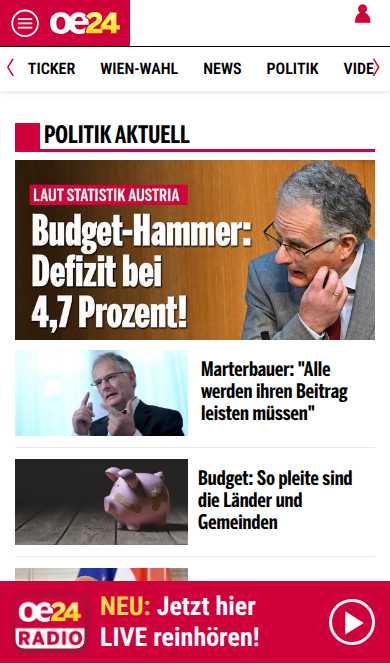 oe24
TICKER WIEN-WAHL NEWS POLITIK VIDE
POLITIK AKTUELL
LAUT STATISTIK AUSTRIA
Budget-Hammer:
Defizit bei
4,7 Prozent!
Marterbauer: "Alle
werden ihren Beitrag
leisten müssen"
Budget: So pleite sind
die Länder und
Gemeinden
oe24
RADIO
NEU: Jetzt hier
LIVE reinhören!